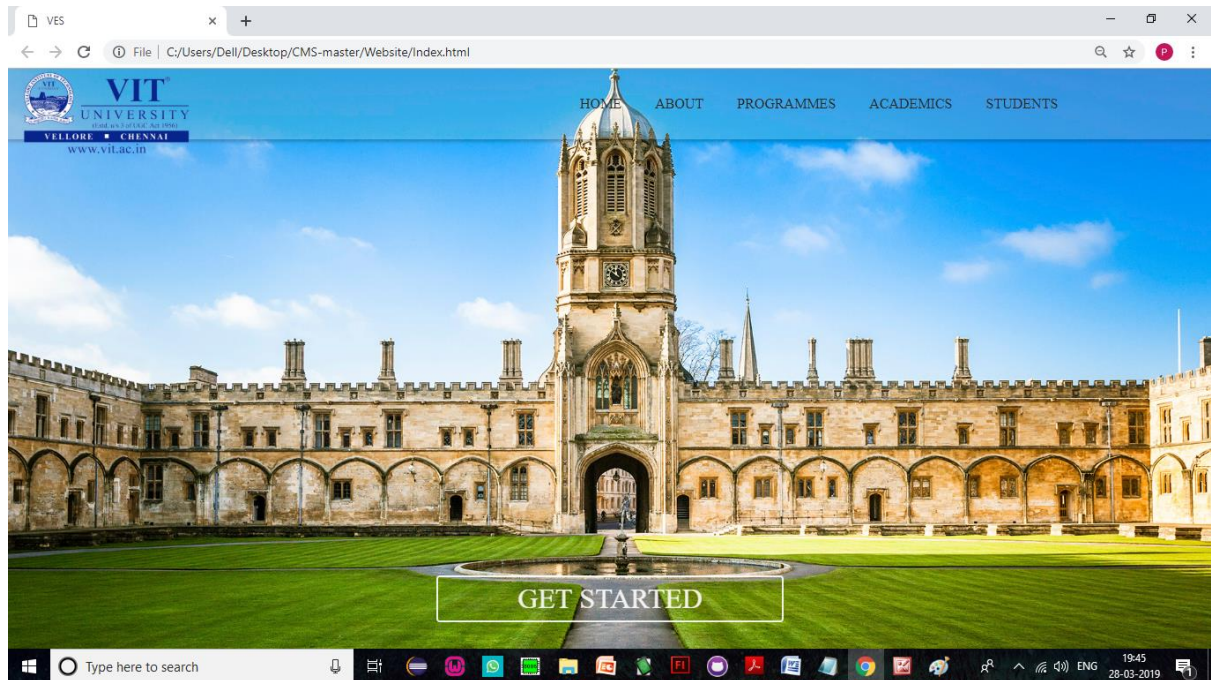 VES
File | C:/Users/Dell/Desktop/CMS-master/Website/Index.html
P
VIT
VIT
UNIVERSITY
VELLORE CHENNAI
www.vit.ac.in
HOME ABOUT PROGRAMMES ACADEMICS STUDENTS
GET STARTED
Type here to search
ENG
19:45
28-03-2019